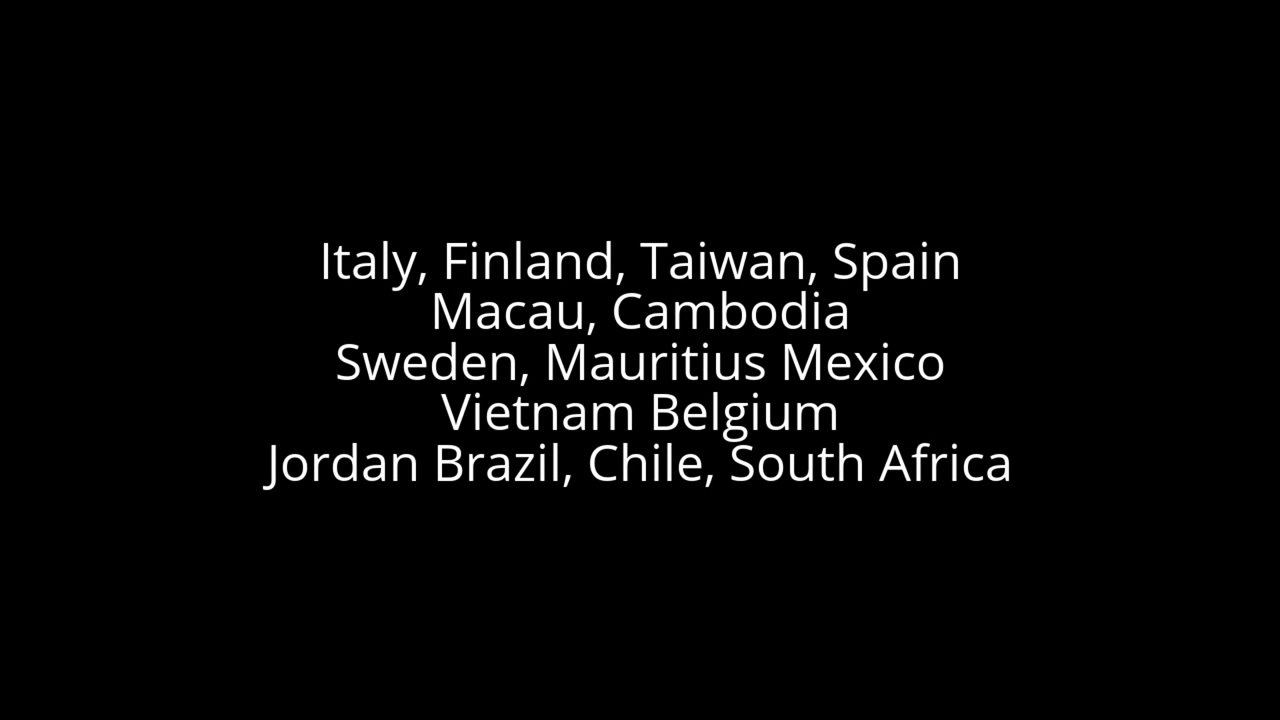 Italy, Finland, Taiwan, Spain
Macau, Cambodia
Sweden, Mauritius Mexico
Vietnam Belgium
Jordan Brazil, Chile, South Africa